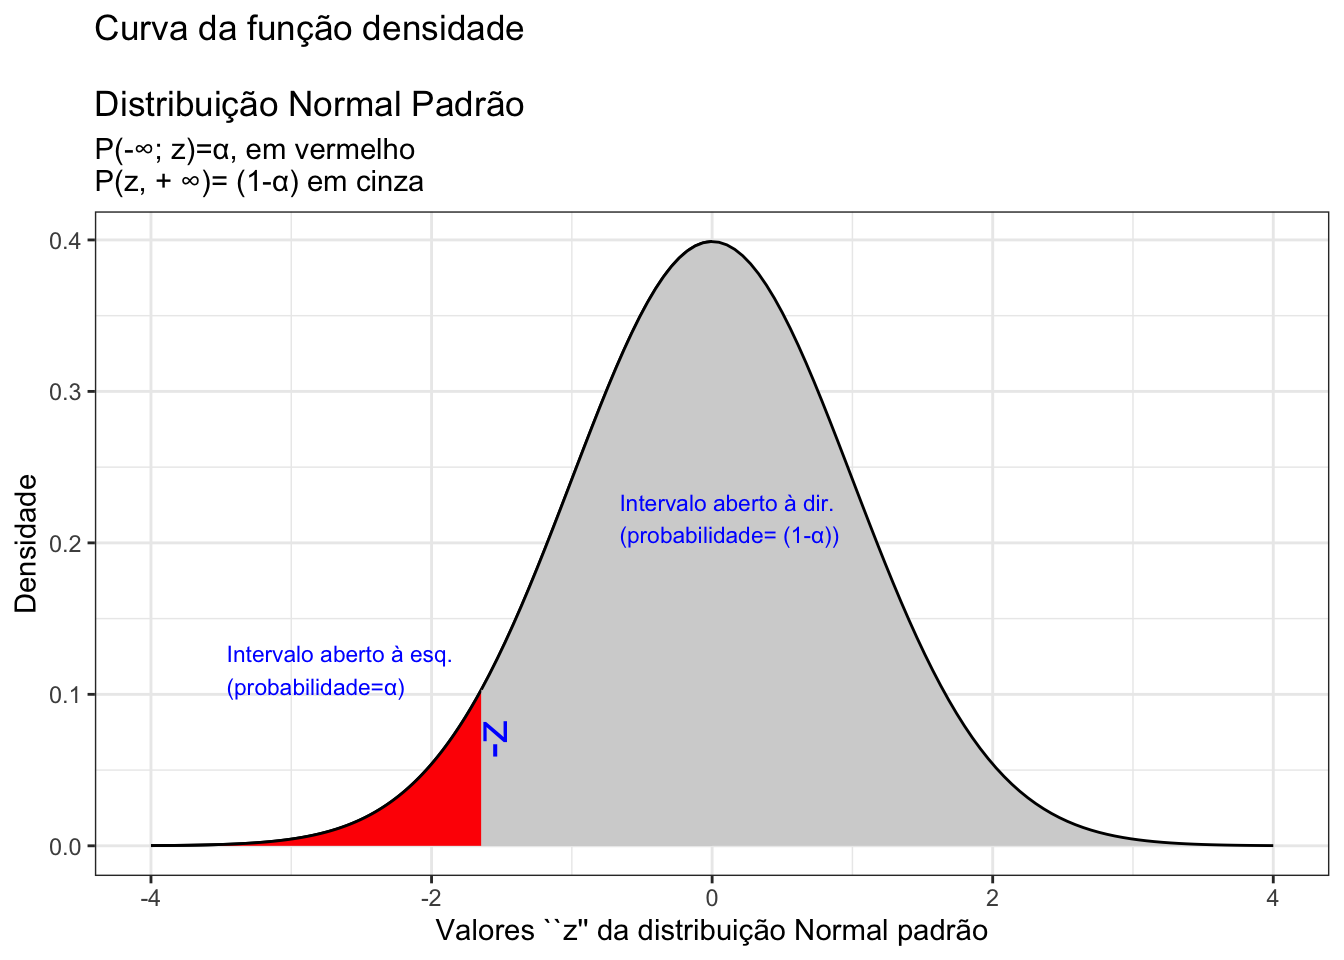 Curva da função densidade
Distribuição Normal Padrão
P(-∞; z)=α, em vermelho
P(z, + ∞)= (1-α) em cinza
0.4
0.3
0.2
0.1
0.0
Densidade
Intervalo aberto à dir.
(probabilidade= (1-α))
Intervalo aberto à esq.
(probabilidade=α)
-z
-4
-2
0
2
4
Valores ``z'' da distribuição Normal padrão